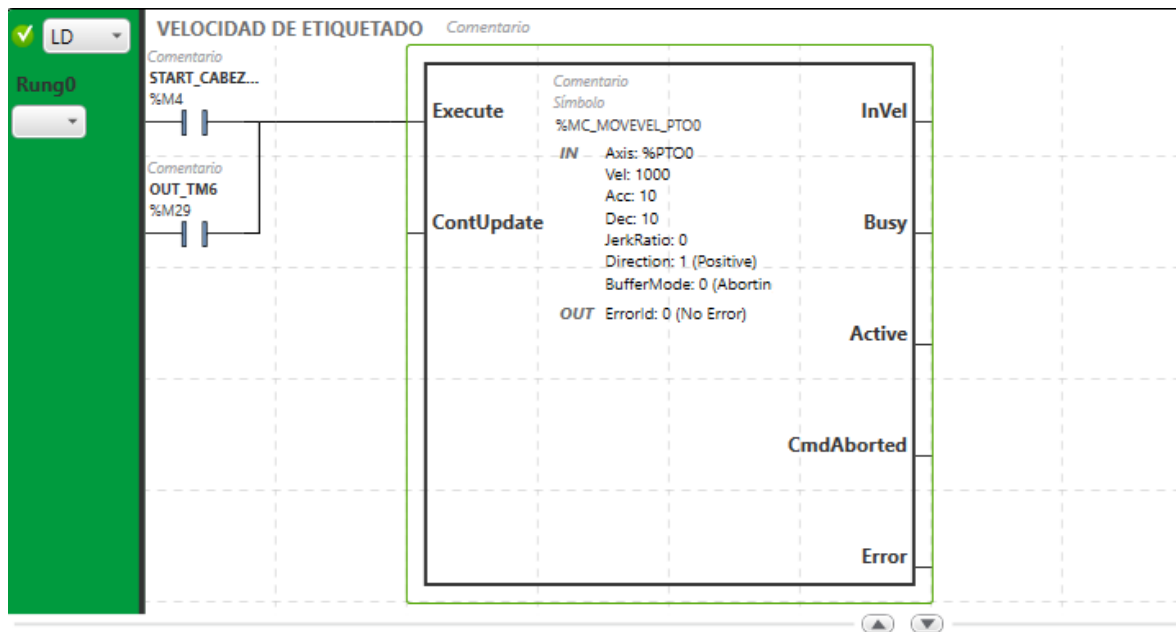 LD
Rung0
VELOCIDAD DE ETIQUETADO Comentario
Comentario
START_CABEZ...
%M4
Comentario
OUT_TM6
%M29
Execute
ContUpdate
Comentario
Símbolo
%MC_MOVEVEL_PTO0
IN Axis: %PTO0
Vel: 1000
Acc: 10
Dec: 10
JerkRatio: 0
Direction: 1 (Positive)
BufferMode: 0 (Abortin
OUT ErrorId: 0 (No Error)
InVel
Busy
Active
CmdAborted
Error